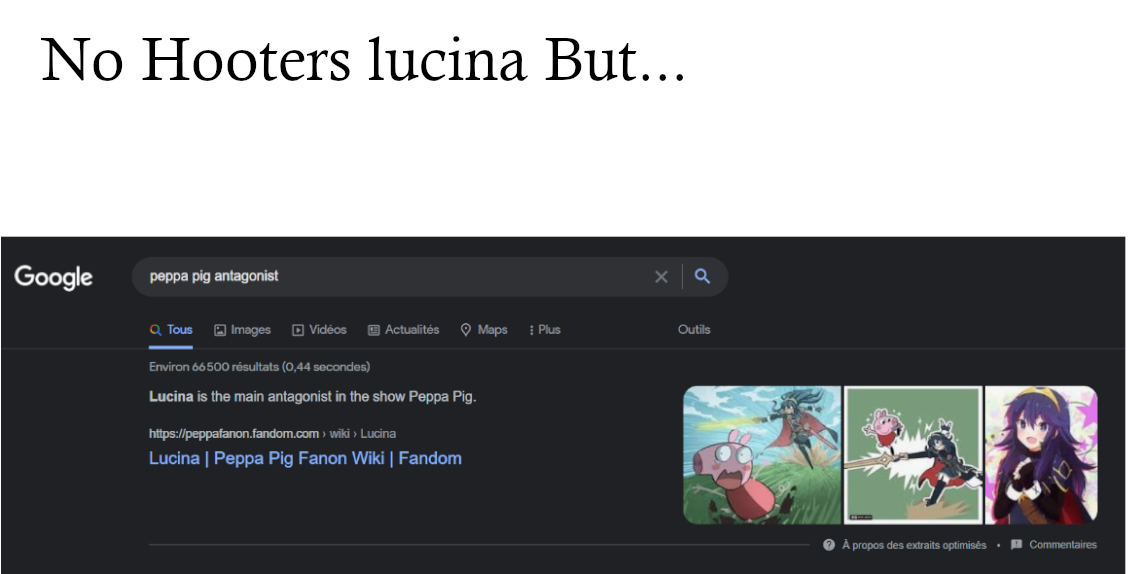 No Hooters lucina But...
Google
peppa pig antagonist
Tous Images Vidéos Actualités Maps Plus Outils
Environ 66 500 résultats (0,44 secondes)
Lucina is the main antagonist in the show Peppa Pig.
https://peppafanon.fandom.com › wiki › Lucina
Lucina | Peppa Pig Fanon Wiki | Fandom
À propos des extraits optimisés • Commentaires